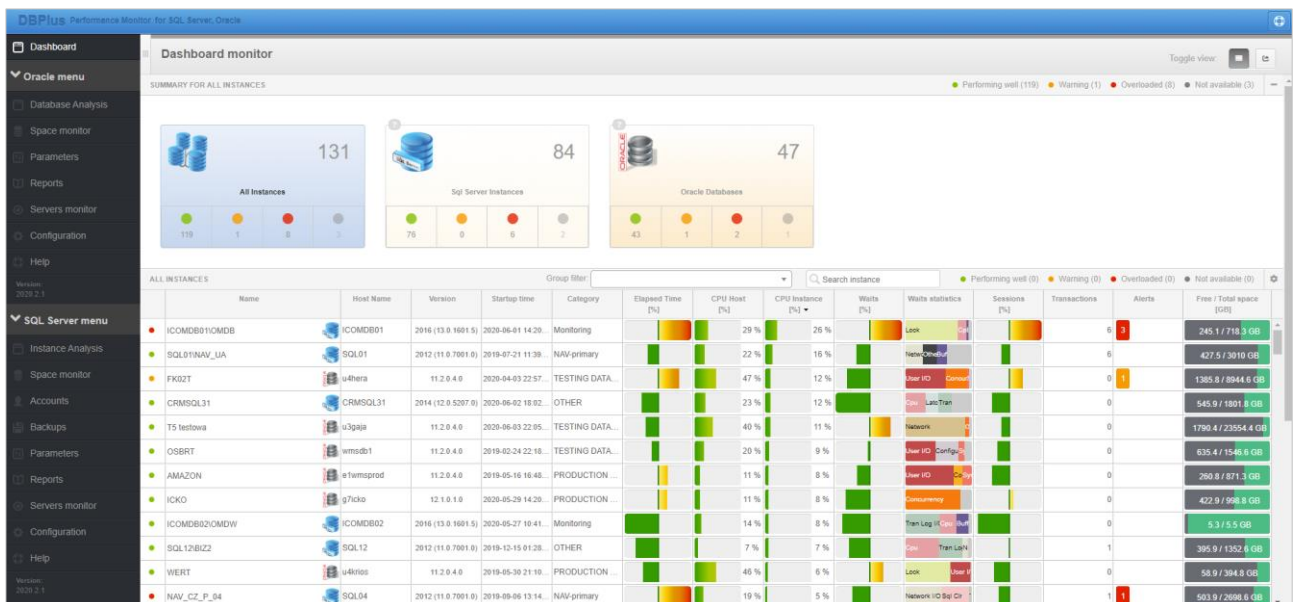 DBPlus Performance Monitor for SQL Server, Oracle
Dashboard
Oracle menu
Database Analysis
Space monitor
Parameters
Reports
Servers monitor
Configuration
Help
Version:
2020.2.1
SQL Server menu
Instance Analysis
Space monitor
Accounts
Backups
Parameters
Reports
Servers monitor
Configuration
Help
Version:
2020.2.1
Dashboard monitor
Toggle view:
SUMMARY FOR ALL INSTANCES
Performing well (119) Warning (1) Overloaded (8) Not available (3)
131
All Instances
119 1 8 3
84
Sql Server Instances
76 0 6 2
ORACLE
47
Oracle Databases
43 1 2 1
ALL INSTANCES
Group filter:
Search instance
Performing well (0) Warning (0) Overloaded (0) Not available (0)
Name Host Name Version Startup time Category Elapsed Time [%] CPU Host [%] CPU Instance [%] Waits [%] Waits statistics Sessions [%] Transactions Alerts Free / Total space [GB]
ICOMDB01\OMDB ICOMDB01 2016 (13.0.1601.5) 2020-06-01 14:20... Monitoring 29 % 26 % Lock 6 3 245.1 / 718.3 GB
SQL01\NAV_UA SQL01 2012 (11.0.7001.0) 2019-07-21 11:39... NAV-primary 22 % 16 % 6 427.5 / 3010 GB
FK02T u4hera 11.2.0.4.0 2020-04-03 22:57... TESTING DATA... 47 % 12 % User I/O 0 1 1385.8 / 8944.6 GB
CRMSQL31 CRMSQL31 2014 (12.0.5207.0) 2020-06-02 18:02... OTHER 23 % 12 % Cpu Latc Tran 0 545.9 / 1801.8 GB
T5 testowa u3gaja 11.2.0.4.0 2020-06-03 22:05... TESTING DATA... 40 % 11 % Network 0 1790.4 / 23554.4 GB
OSBRT wmsdb1 11.2.0.4.0 2019-02-24 22:18... TESTING DATA... 20 % 9 % User I/O 0 635.4 / 1546.6 GB
AMAZON e1wmsprod 11.2.0.4.0 2019-05-16 16:48... PRODUCTION ... 11 % 8 % User I/O 0 260.8 / 871.3 GB
ICKO g7icko 12.1.0.1.0 2020-05-29 14:20... PRODUCTION ... 11 % 8 % Concurrency 0 422.9 / 998.8 GB
ICOMDB02\OMDW ICOMDB02 2016 (13.0.1601.5) 2020-05-27 10:41... Monitoring 14 % 8 % Tran Log I/O Cpu Buff 0 5.3 / 5.5 GB
SQL12\BIZ2 SQL12 2012 (11.0.7001.0) 2019-12-15 01:28... OTHER 7 % 7 % Cpu 1 395.9 / 1352.6 GB
WERT u4krios 11.2.0.4.0 2019-05-30 21:10... PRODUCTION ... 46 % 6 % Lock User I/ 0 58.9 / 394.8 GB
NAV_CZ_P_04 SQL04 2012 (11.0.7001.0) 2019-09-06 13:14... NAV-primary 19 % 5 % Network I/O Sql Clr 1 1 503.9 / 2698.6 GB